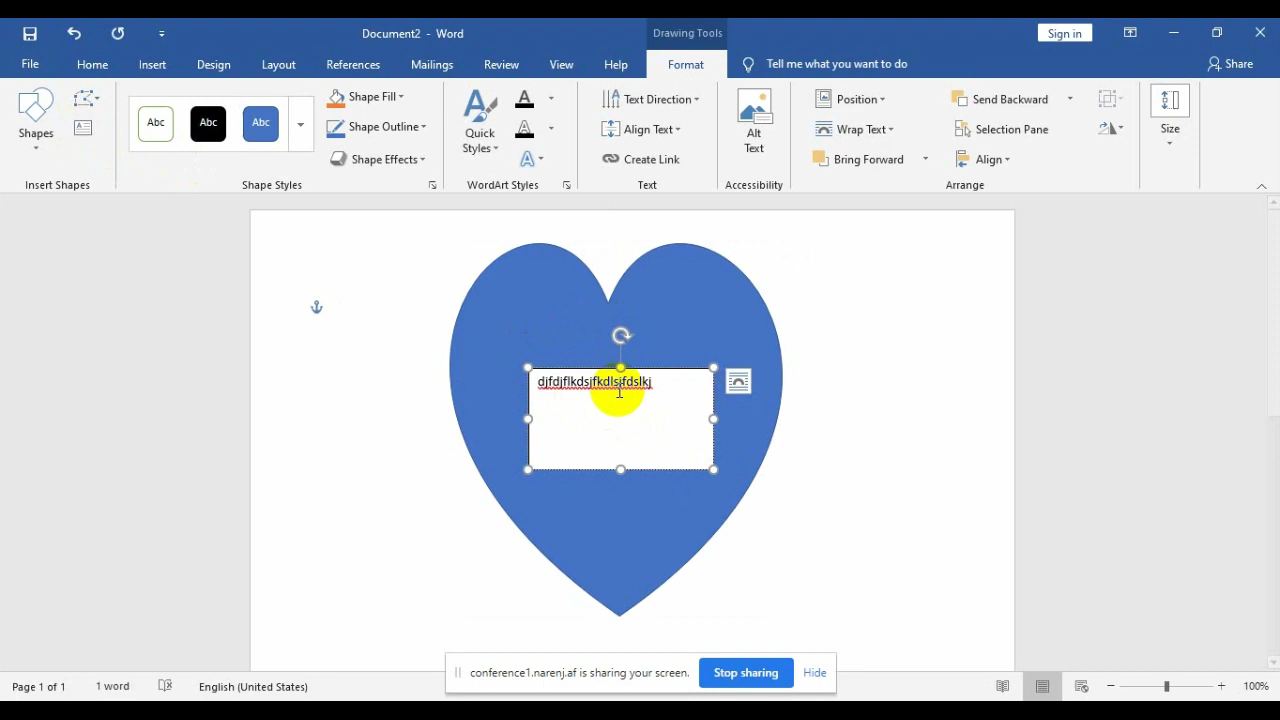 Document2 - Word
Drawing Tools
Sign in
File
Home
Insert
Design
Layout
References
Mailings
Review
View
Help
Format
Tell me what you want to do
Share
Shapes
Insert Shapes
Abc
Abc
Abc
Shape Fill
Shape Outline
Shape Effects
Shape Styles
Quick
Styles
A
A
A
WordArt Styles
Text Direction
Align Text
Create Link
Text
Alt
Text
Accessibility
Position
Wrap Text
Bring Forward
Send Backward
Selection Pane
Align
Arrange
Size
djfdjflkdsjfkdlsjfdslkj
conference1.narenj.af is sharing your screen.
Stop sharing
Hide
Page 1 of 1
1 word
English (United States)
100%